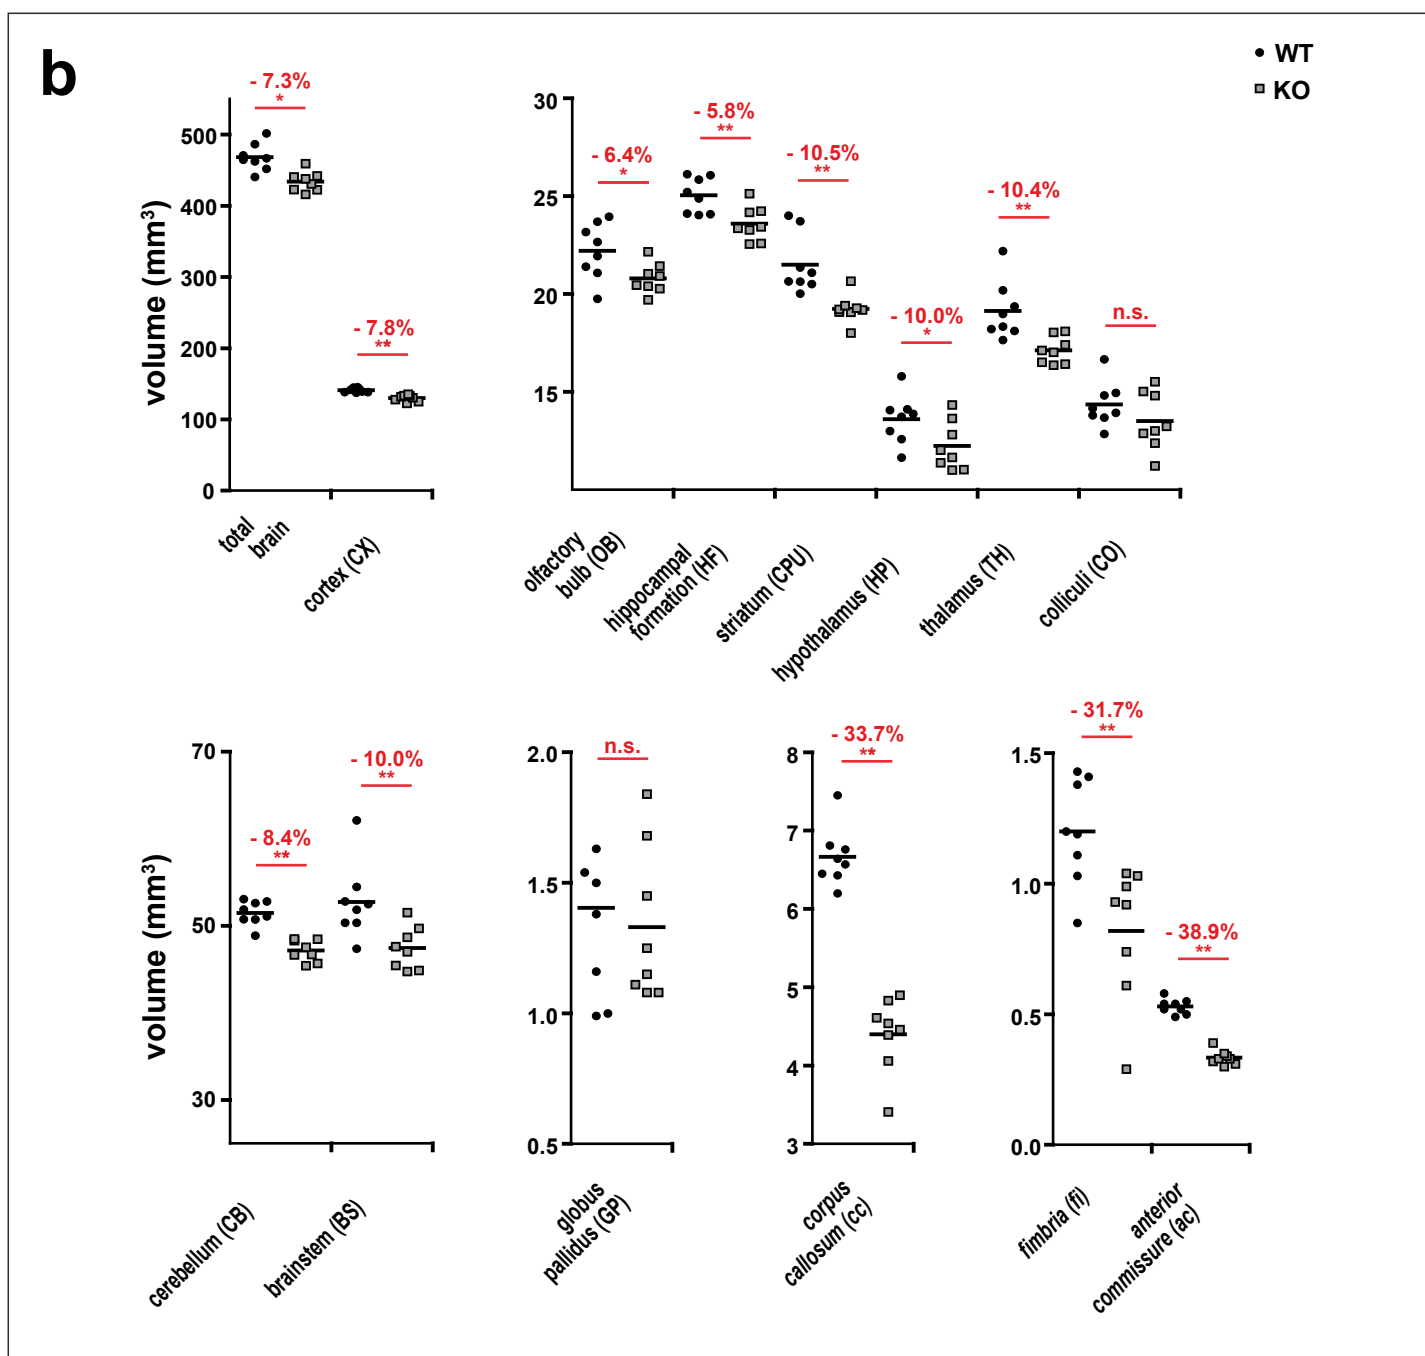 b
WT
KO
volume (mm³)
500
400
300
200
100
0
- 7.3%
*
- 7.8%
**
total
brain
cortex (CX)
30
25
20
15
- 6.4%
*
- 5.8%
**
- 10.5%
**
- 10.0%
*
- 10.4%
**
n.s.
olfactory
bulb (OB)
hippocampal
formation (HF)
striatum (CPU)
hypothalamus (HP)
thalamus (TH)
colliculi (CO)
volume (mm³)
70
50
30
- 8.4%
**
- 10.0%
**
cerebellum (CB)
brainstem (BS)
2.0
1.5
1.0
0.5
n.s.
globus
pallidus (GP)
8
7
6
5
4
3
- 33.7%
**
corpus
callosum (cc)
1.5
1.0
0.5
0.0
- 31.7%
**
- 38.9%
**
fimbria (fi)
anterior
commissure (ac)